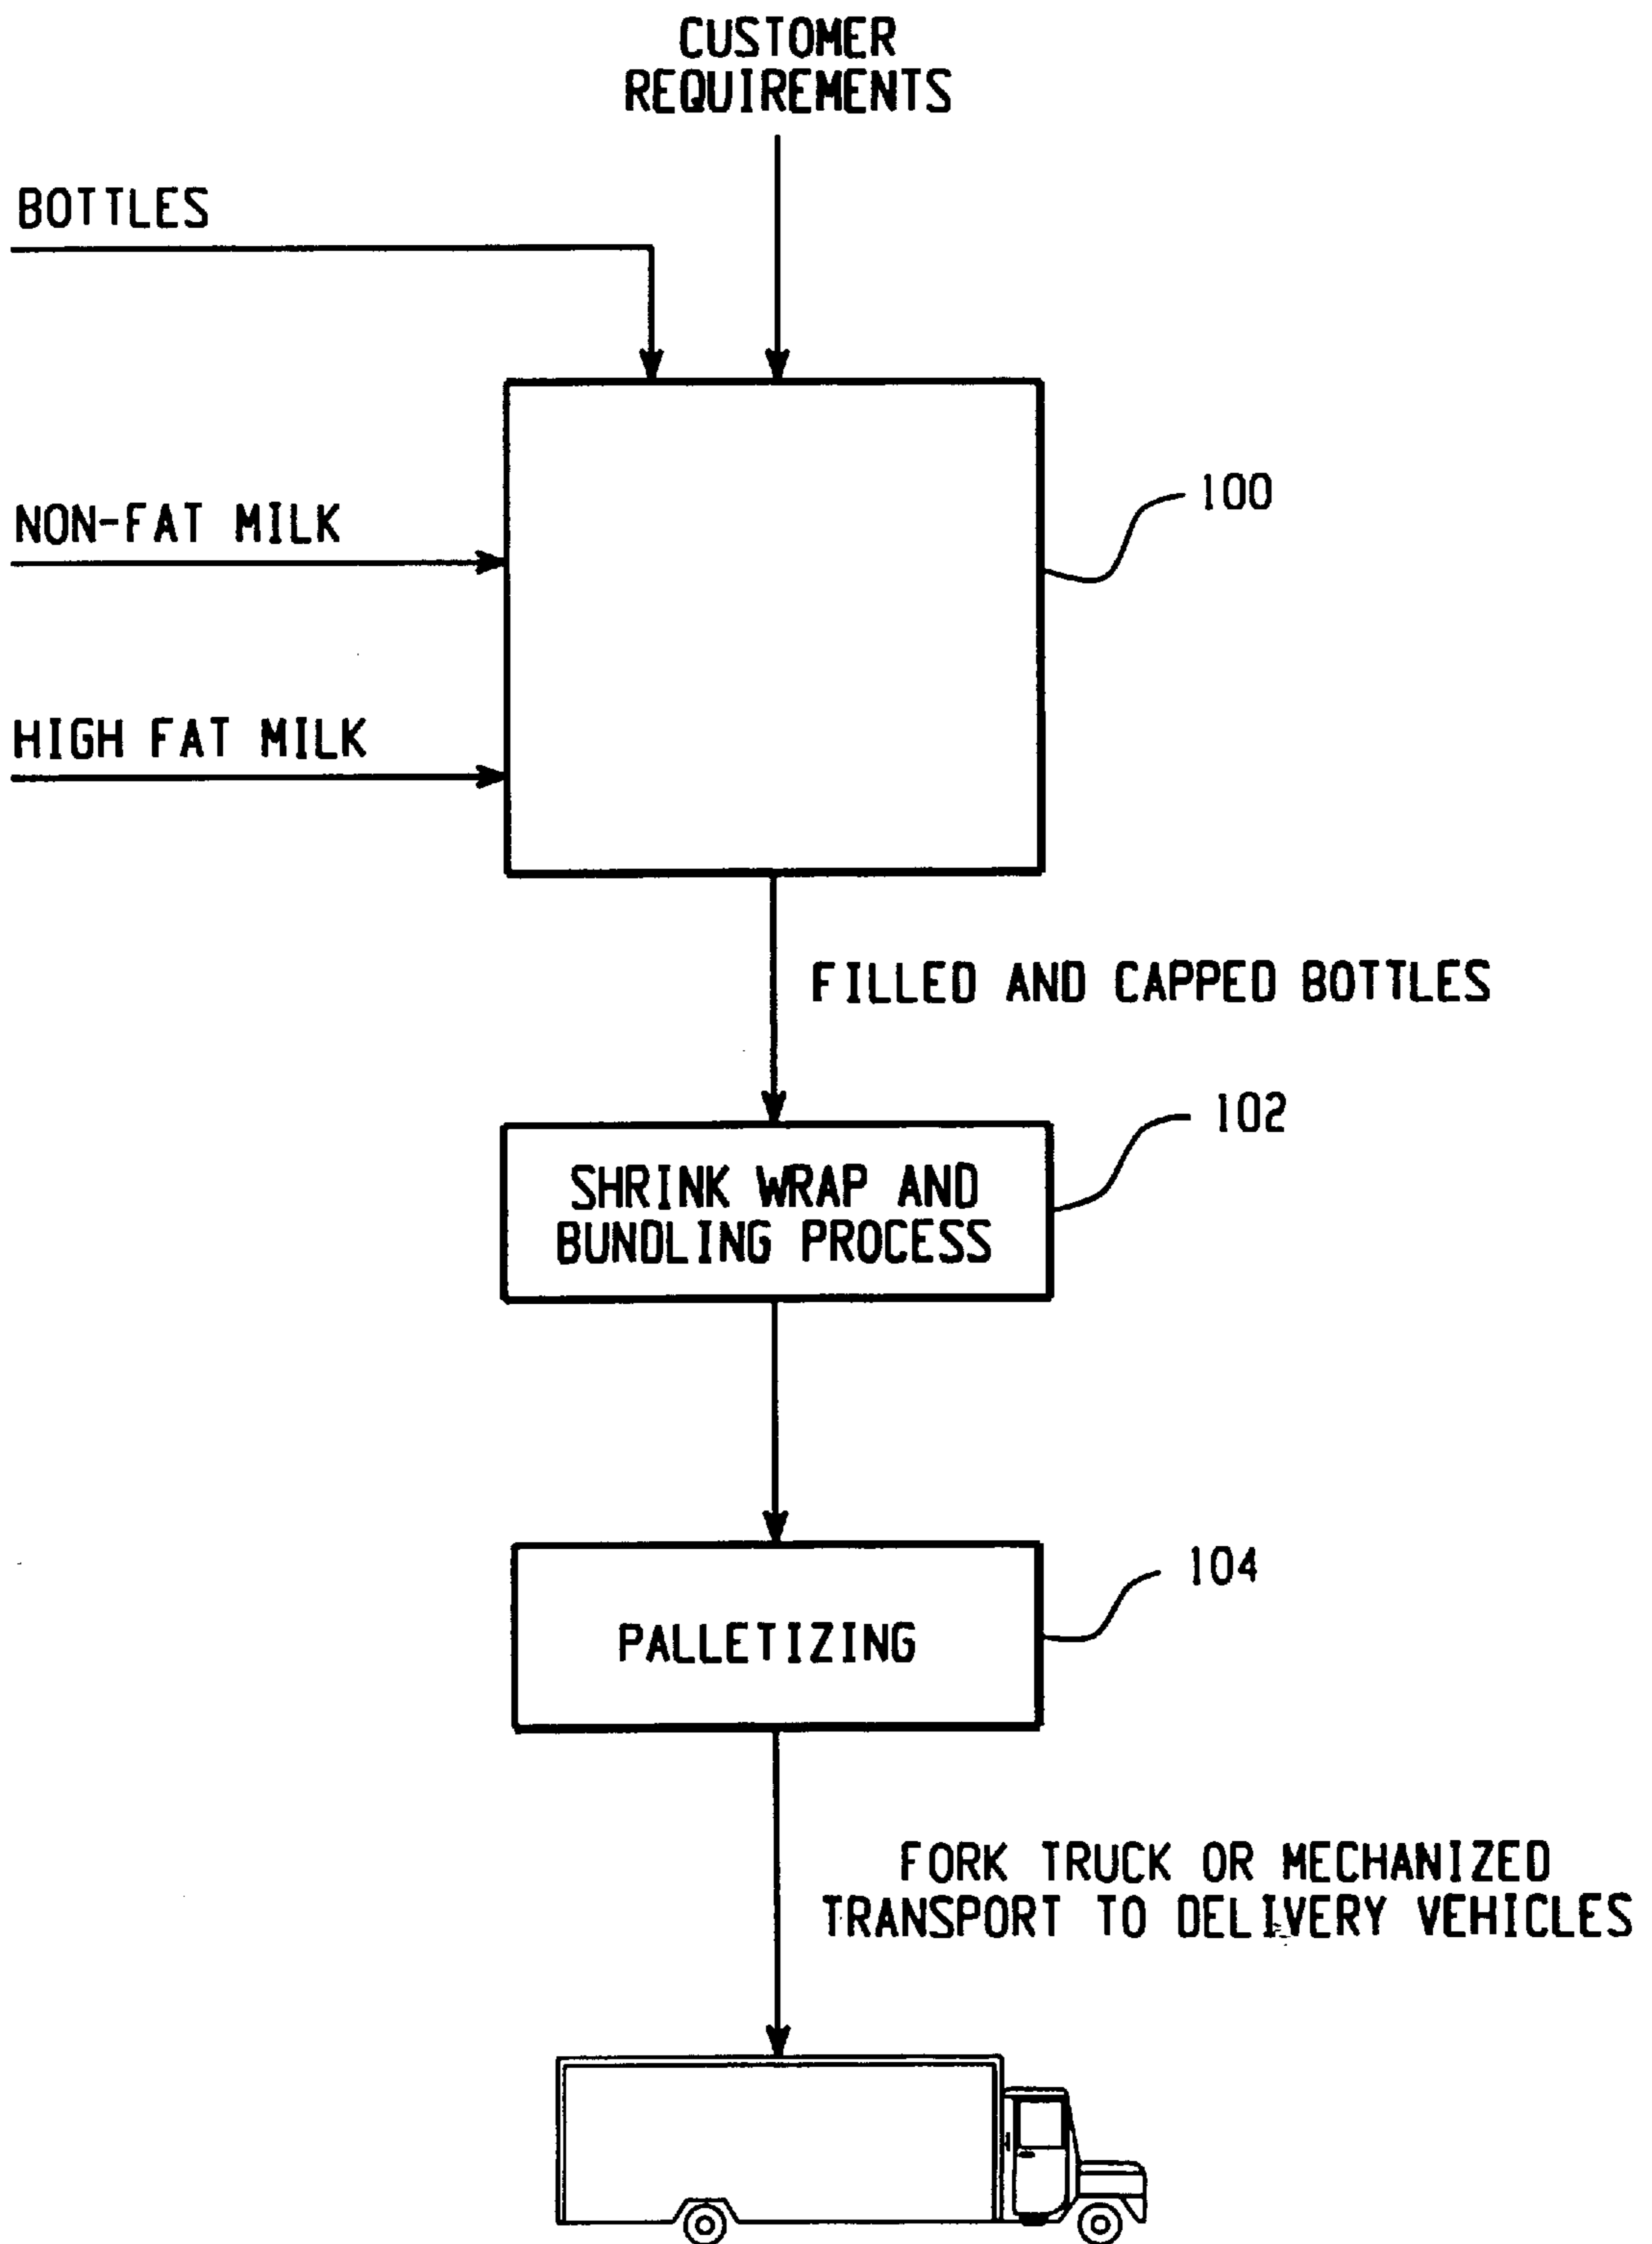 CUSTOMER
REQUIREMENTS
BOTTLES
NON-FAT MILK
100
HIGH FAT MILK
FILLED AND CAPPED BOTTLES
102
SHRINK WRAP AND
BUNDLING PROCESS
104
PALLETIZING
FORK TRUCK OR MECHANIZED
TRANSPORT TO DELIVERY VEHICLES